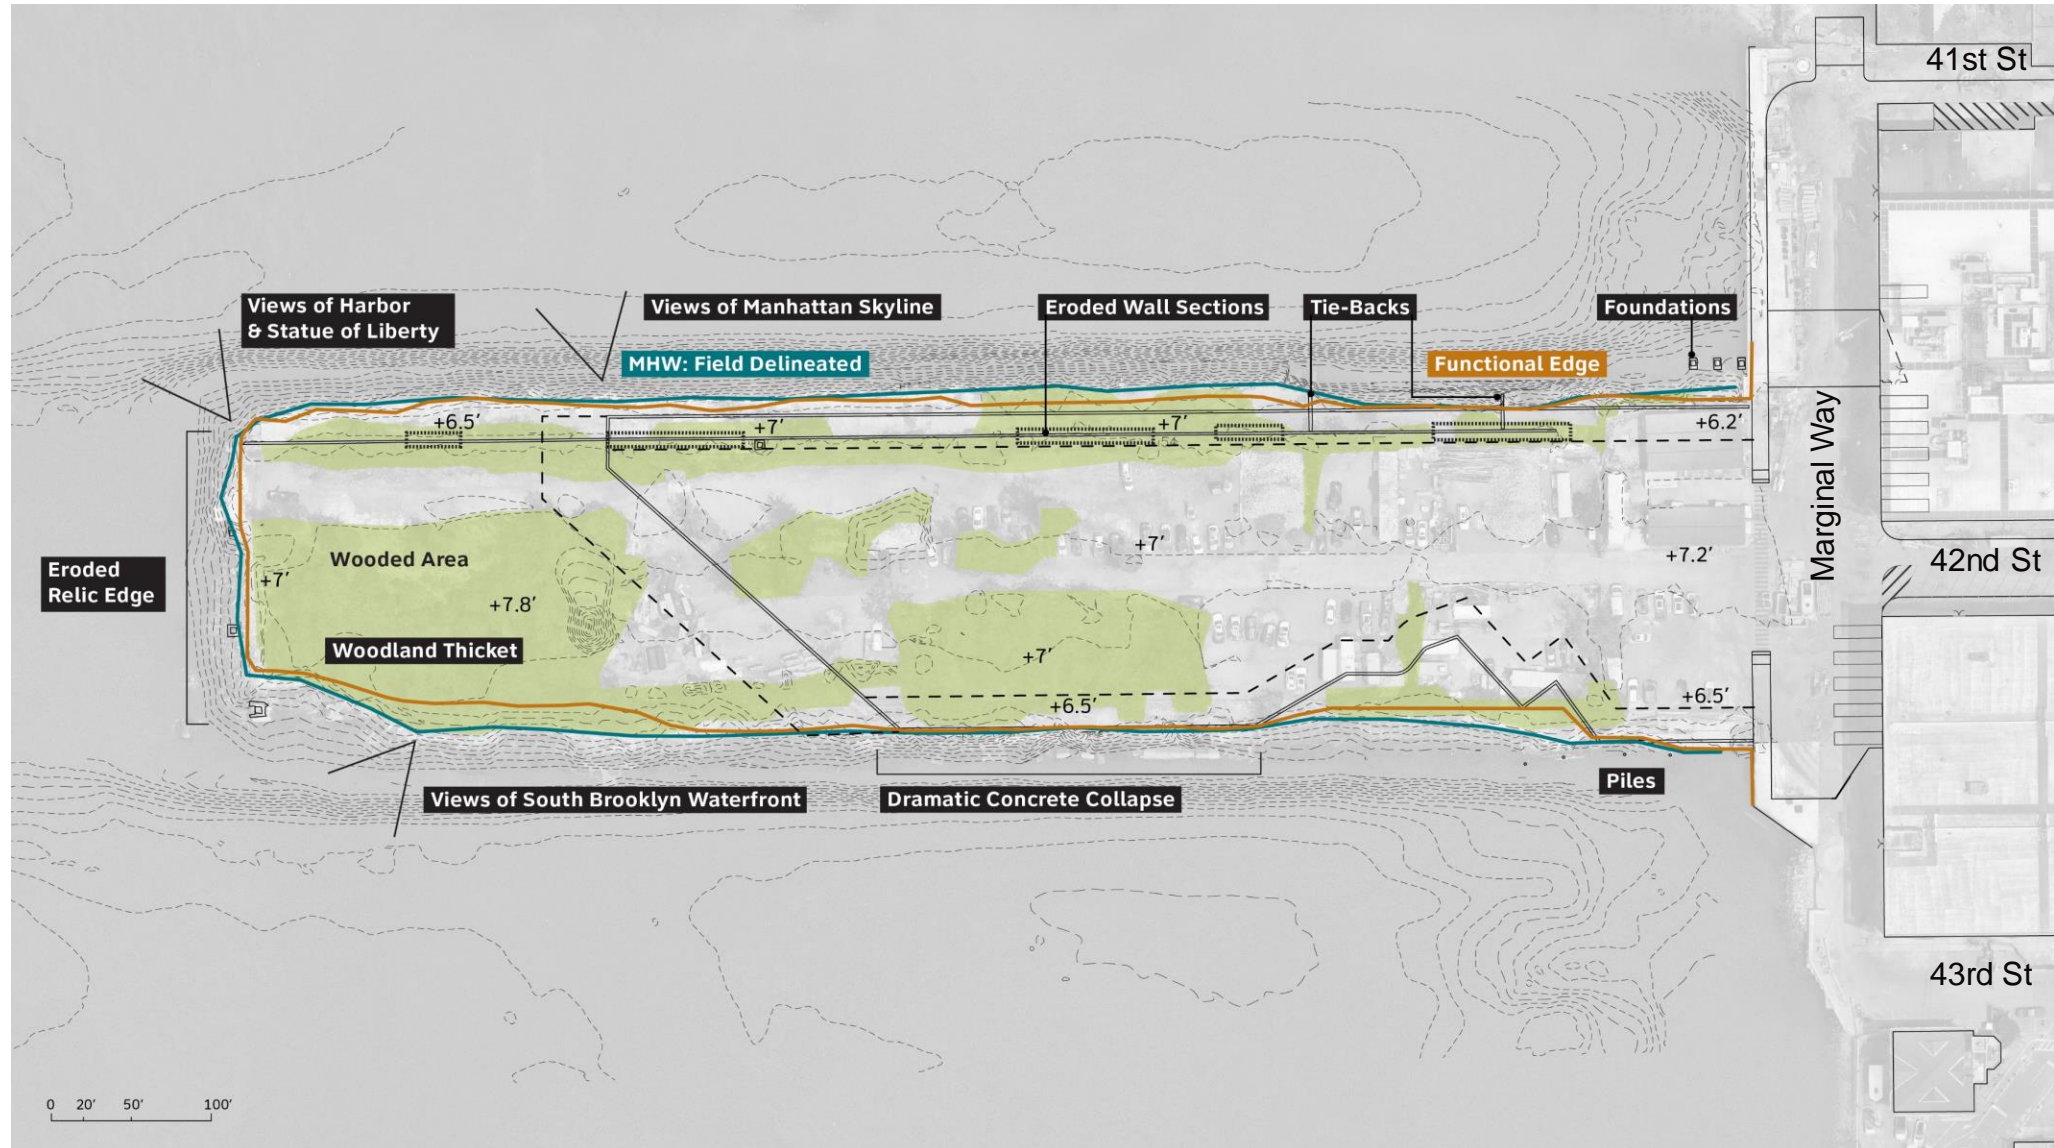 41st St
Views of Harbor
& Statue of Liberty
Views of Manhattan Skyline
Eroded Wall Sections
Tie-Backs
Foundations
MHW: Field Delineated
Functional Edge
+6.5’
+7’
+7’
+6.2’
Marginal Way
Wooded Area
+7’
+7.2’
42nd St
Eroded
Relic Edge
+7’
+7.8’
Woodland Thicket
+7’
+6.5’
+6.5’
Piles
Views of South Brooklyn Waterfront
Dramatic Concrete Collapse
43rd St
0 20’ 50’ 100’